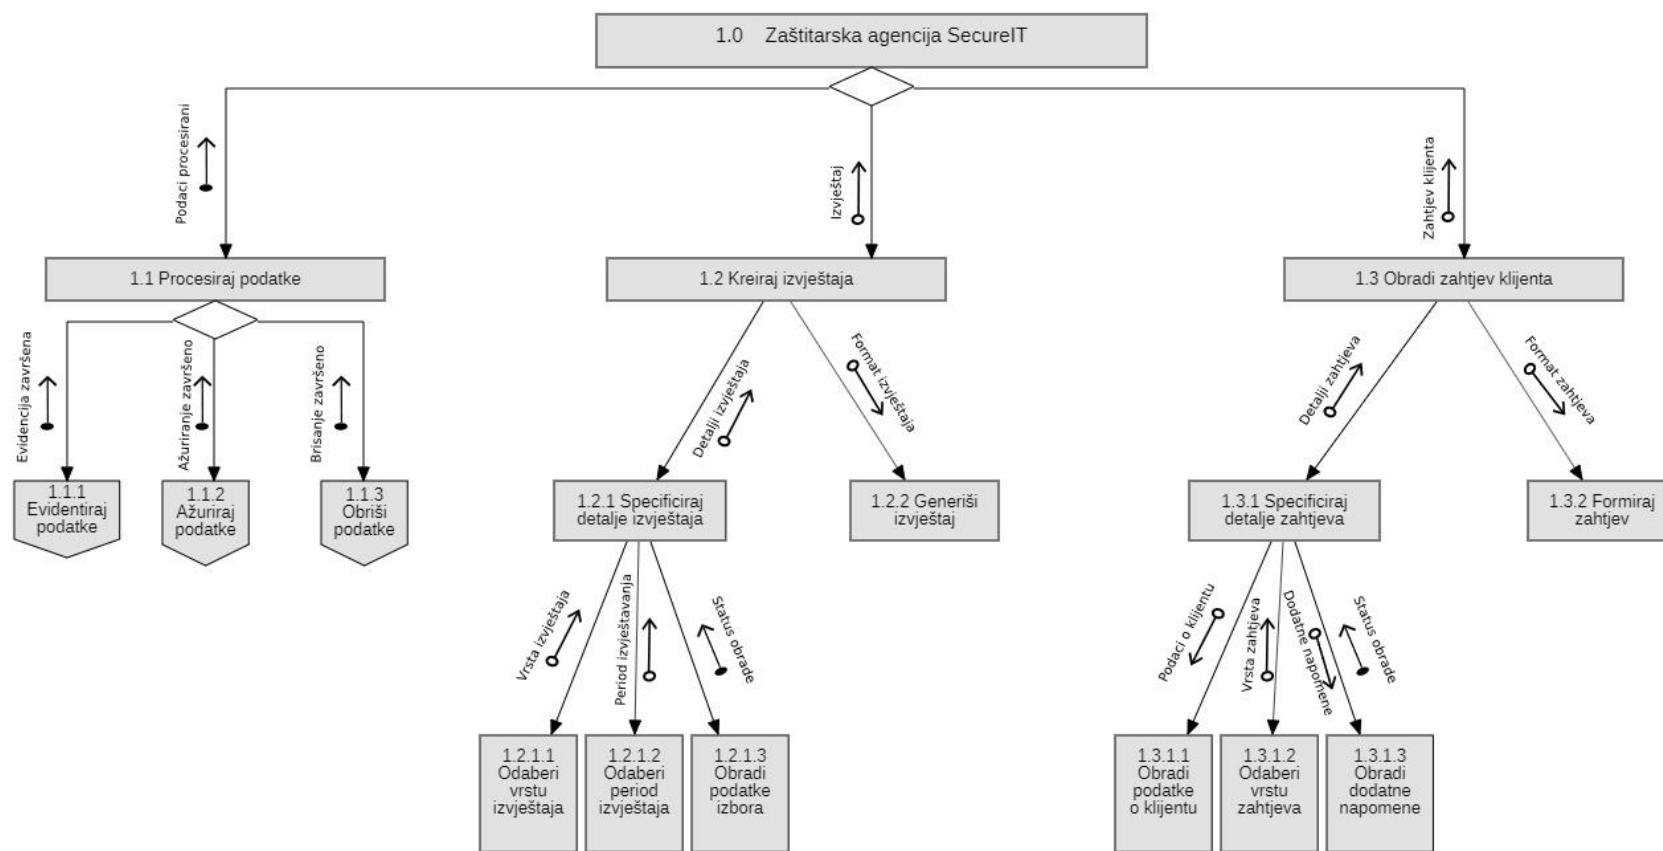 1.0 Zaštitarska agencija SecureIT
Podaci procesirani
Izvještaj
Zahtjev klijenta
1.1 Procesiraj podatke
1.2 Kreiraj izvještaja
1.3 Obradi zahtjev klijenta
Evidencija završena
Ažuriranje završeno
Brisanje završeno
Detalji izvještaja
Format izvještaja
Detalji zahtjeva
Format zahtjeva
1.1.1
Evidentiraj
podatke
1.1.2
Ažuriraj
podatke
1.1.3
Obriši
podatke
1.2.1 Specificiraj
detalje izvještaja
1.2.2 Generiši
izvještaj
1.3.1 Specificiraj
detalje zahtjeva
1.3.2 Formiraj
zahtjev
Vrsta izvještaja
Period izvještavanja
Status obrade
Podaci o klijentu
Vrsta zahtjeva
Dodatne napomene
Status obrade
1.2.1.1
Odaberi
vrstu
izvještaja
1.2.1.2
Odaberi
period
izvještaja
1.2.1.3
Obradi
podatke
izbora
1.3.1.1
Obradi
podatke
o klijentu
1.3.1.2
Odaberi
vrstu
zahtjeva
1.3.1.3
Obradi
dodatne
napomene